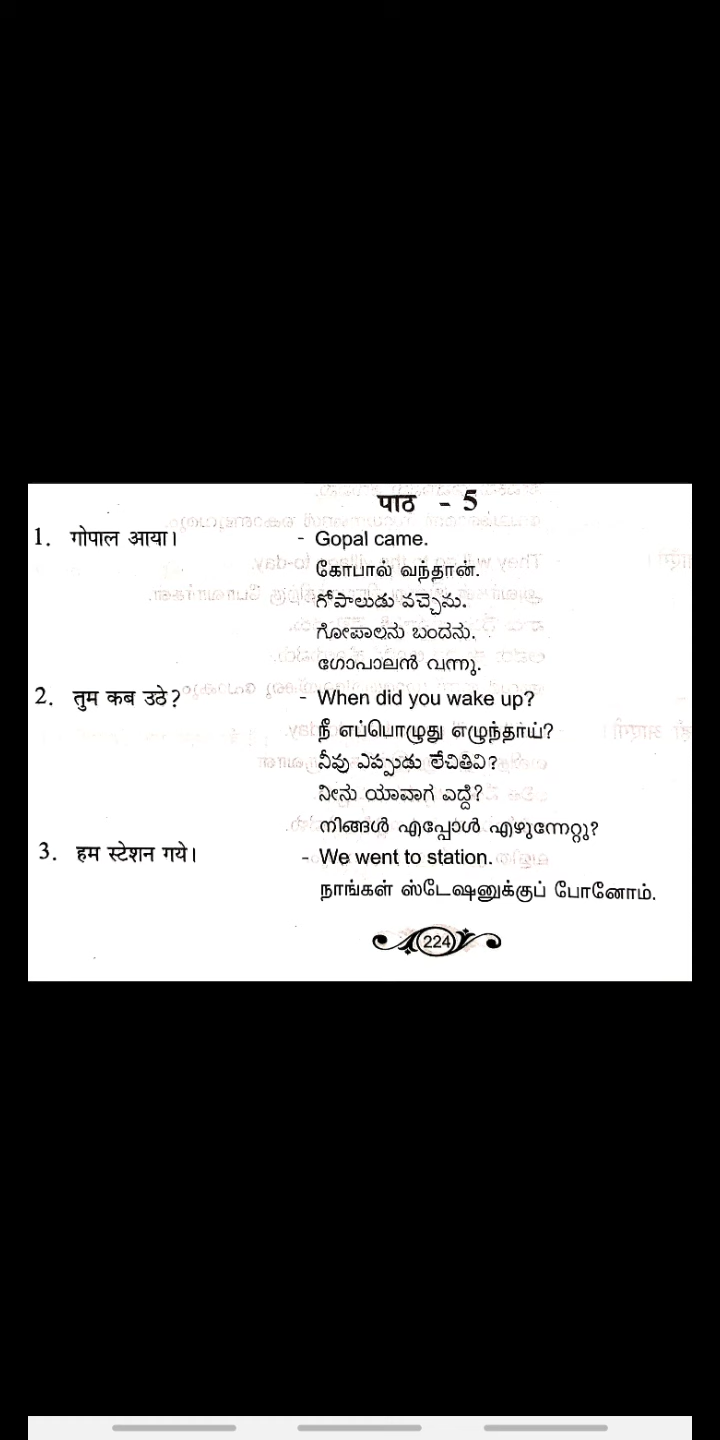 पाठ - 5
1. गोपाल आया। - Gopal came.
கோபால் வந்தான்.
గోపాలుడు వచ్చెను.
ಗೋಪಾಲನು ಬಂದನು.
ഗോപാലൻ വന്നു.
2. तुम कब उठे? - When did you wake up?
நீ எப்பொழுது எழுந்தாய்?
నీవు ఎప్పుడు లేచితివి?
ನೀನು ಯಾವಾಗ ಎದ್ದೆ?
നിങ്ങൾ എപ്പോൾ എഴുന്നേറ്റു?
3. हम स्टेशन गये। - We went to station.
நாங்கள் ஸ்டேஷனுக்குப் போனோம்.
224